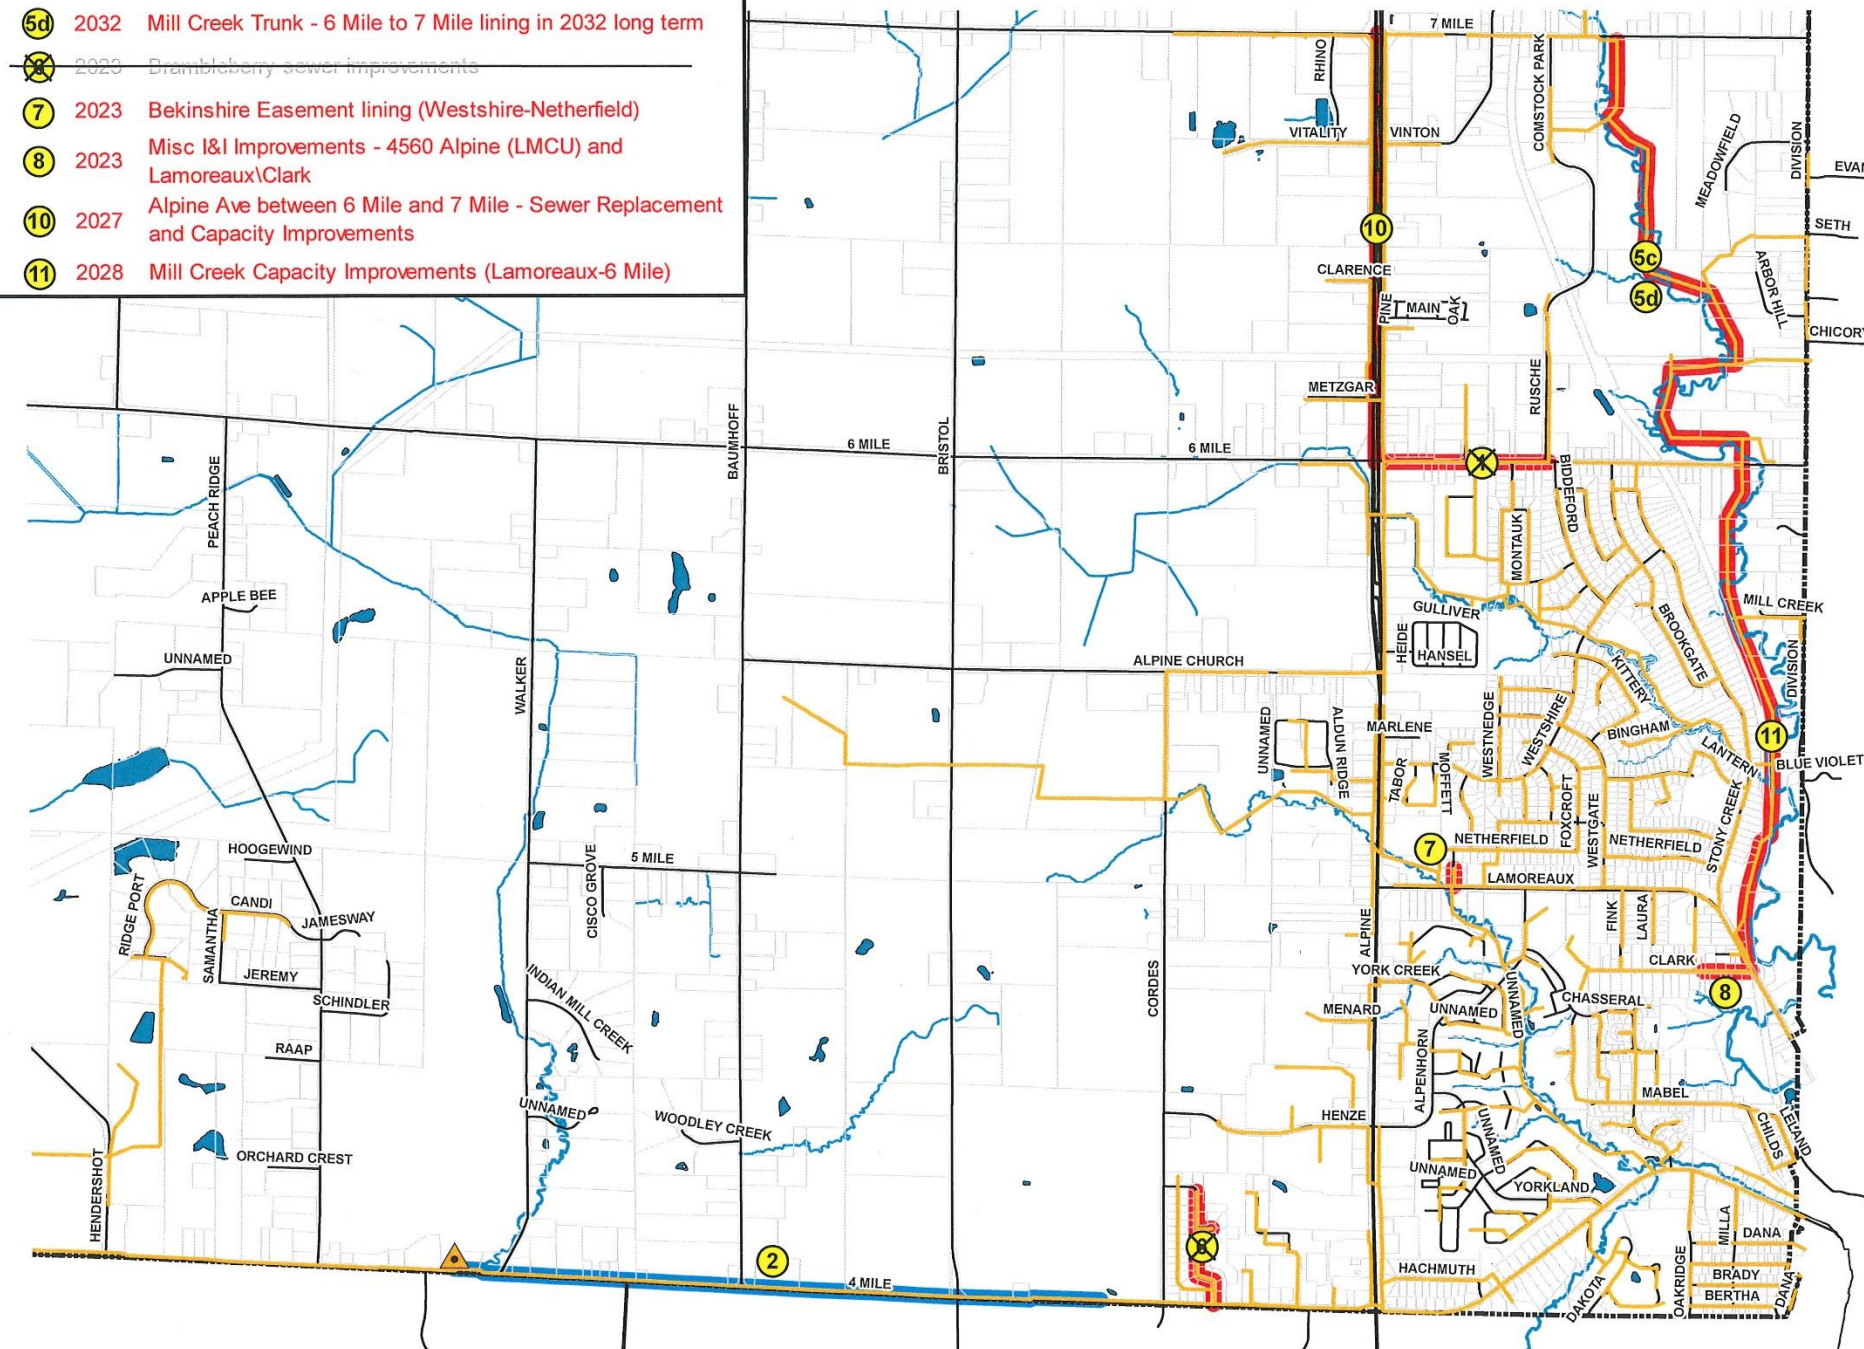 5d 2032 Mill Creek Trunk - 6 Mile to 7 Mile lining in 2032 long term
2023 Brambleberry sewer improvements
7 2023 Bekinshire Easement lining (Westshire-Netherfield)
8 2023 Misc I&I Improvements - 4560 Alpine (LMCU) and
Lamoreaux\Clark
10 2027 Alpine Ave between 6 Mile and 7 Mile - Sewer Replacement
and Capacity Improvements
11 2028 Mill Creek Capacity Improvements (Lamoreaux-6 Mile)
7 MILE
RHINO
COMSTOCK PARK
VITALITY
VINTON
MEADOWFIELD
DIVISION
EVAN
SETH
10
5c
5d
CLARENCE
PINE
MAIN
OAK
ARBOR HILL
CHICORY
METZGAR
RUSCHE
BAUMHOFF
BRISTOL
6 MILE
6 MILE
PEACH RIDGE
BIDDEFORD
MONTAUK
APPLE BEE
GULLIVER
HEIDE
HANSEL
BROOKGATE
MILL CREEK
UNNAMED
WALKER
ALPINE CHURCH
KITTERY
DIVISION
UNNAMED
ALDUN RIDGE
MARLENE
WESTNEDGE
WESTSHIRE
BINGHAM
LANTERN
11
BLUE VIOLET
TABOR
MOFFETT
FOXCROFT
WESTGATE
STONY CREEK
7
NETHERFIELD
NETHERFIELD
HOOGEWIND
5 MILE
LAMOREAUX
RIDGE PORT
CANDI
SAMANTHA
JAMESWAY
CISCO GROVE
ALPINE
FINK
LAURA
CLARK
JEREMY
SCHINDLER
INDIAN MILL CREEK
CORDES
YORK CREEK
UNNAMED
8
MENARD
UNNAMED
CHASSERAL
RAAP
ALPENHORN
UNNAMED
WOODLEY CREEK
HENZE
UNNAMED
MABEL
CHILDS
LELAND
ORCHARD CREST
UNNAMED
YORKLAND
HENDERSHOT
2
4 MILE
HACHMUTH
DAKOTA
OAKRIDGE
MILLA
DANA
BRADY
BERTHA
DANA